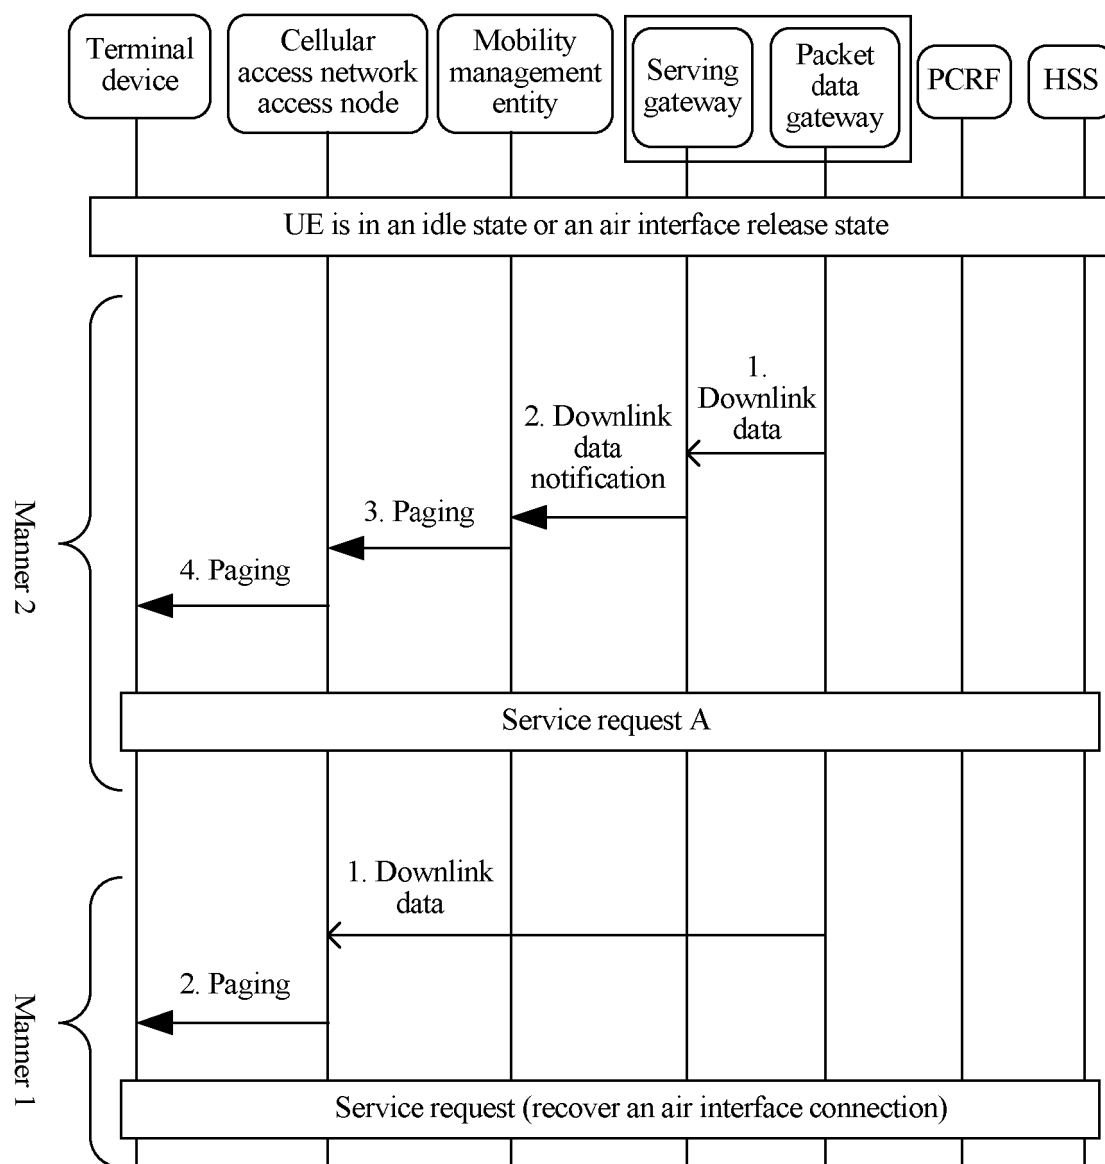 Terminal
device
Cellular
access network
access node
Mobility
management
entity
Serving
gateway
Packet
data
gateway
PCRF
HSS
UE is in an idle state or an air interface release state
Manner 2
1.
Downlink
data
2. Downlink
data
notification
3. Paging
4. Paging
Service request A
Manner 1
1. Downlink
data
2. Paging
Service request (recover an air interface connection)